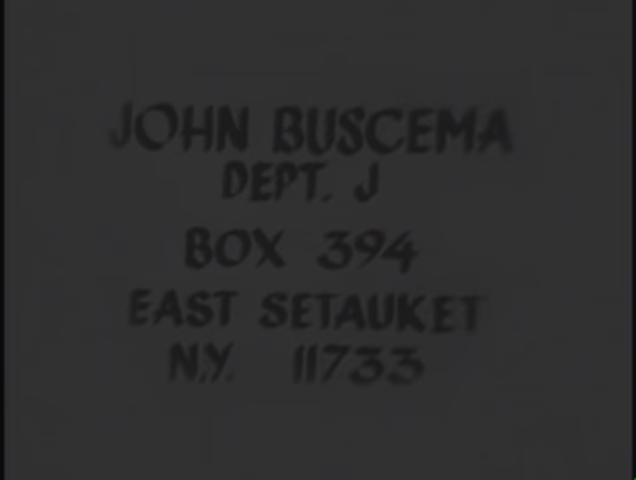 JOHN BUSCEMA
DEPT. J
BOX 394
EAST SETAUKET
N.Y. 11733